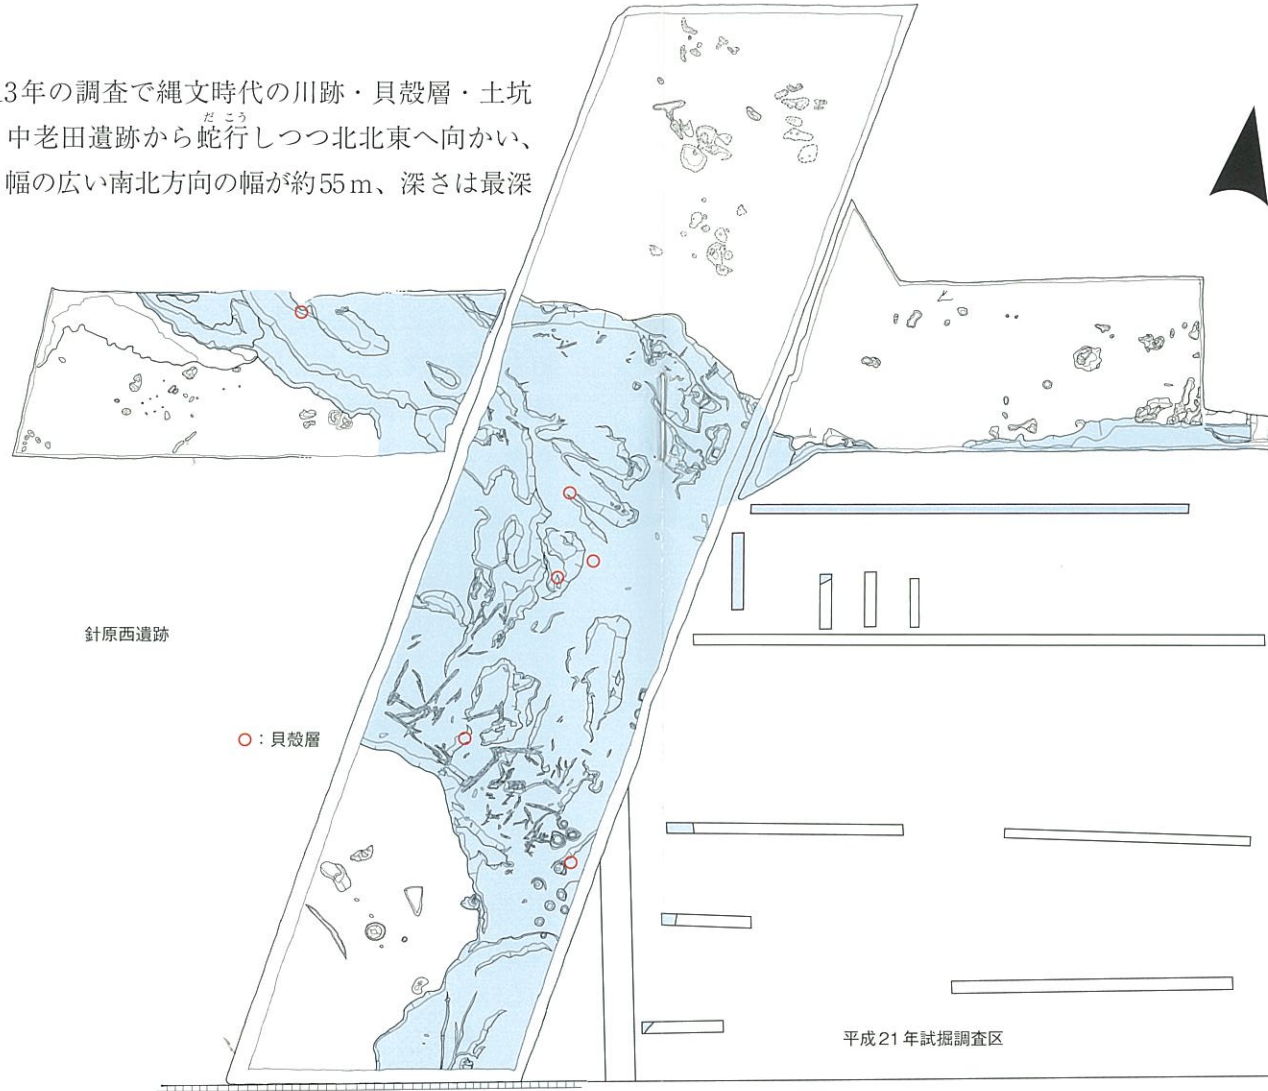 3年の調査で縄文時代の川跡・貝殻層・土坑
だ こう
中老田遺跡から蛇行しつつ北北東へ向かい、
幅の広い南北方向の幅が約55m、深さは最深
針原西遺跡
○：貝殻層
平成21年試掘調査区